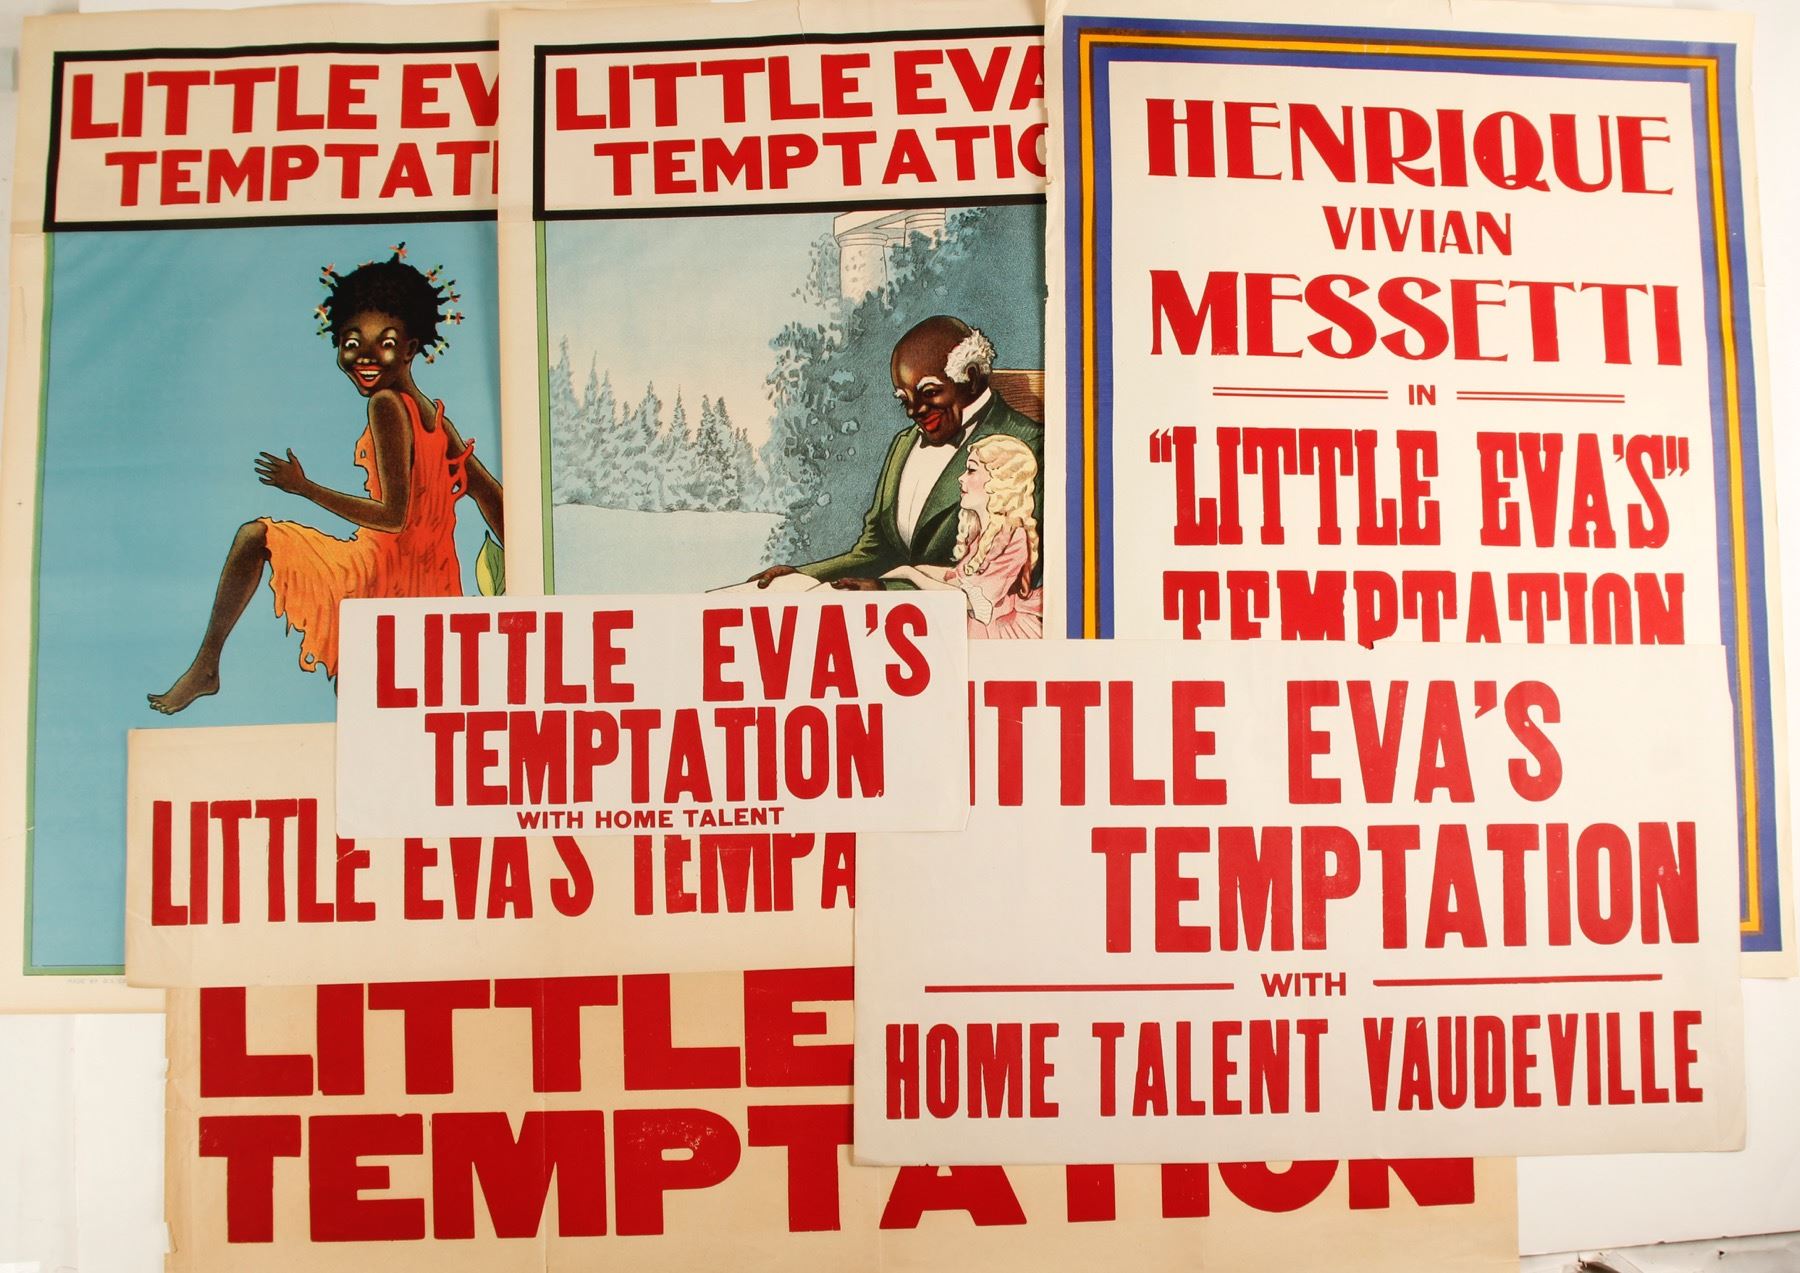 LITTLE EV
TEMPTATI
LITTLE EVA
TEMPTATIO
HENRIQUE
VIVIAN
MESSETTI
IN
"LITTLE EVA'S"
TEMPTATION
LITTLE EVA'S
TEMPTATION
WITH HOME TALENT
LITTLE EVA'S TEMPTA
ITTLE EVA'S
TEMPTATION
WITH
HOME TALENT VAUDEVILLE
LITTLE
TEMPTATION